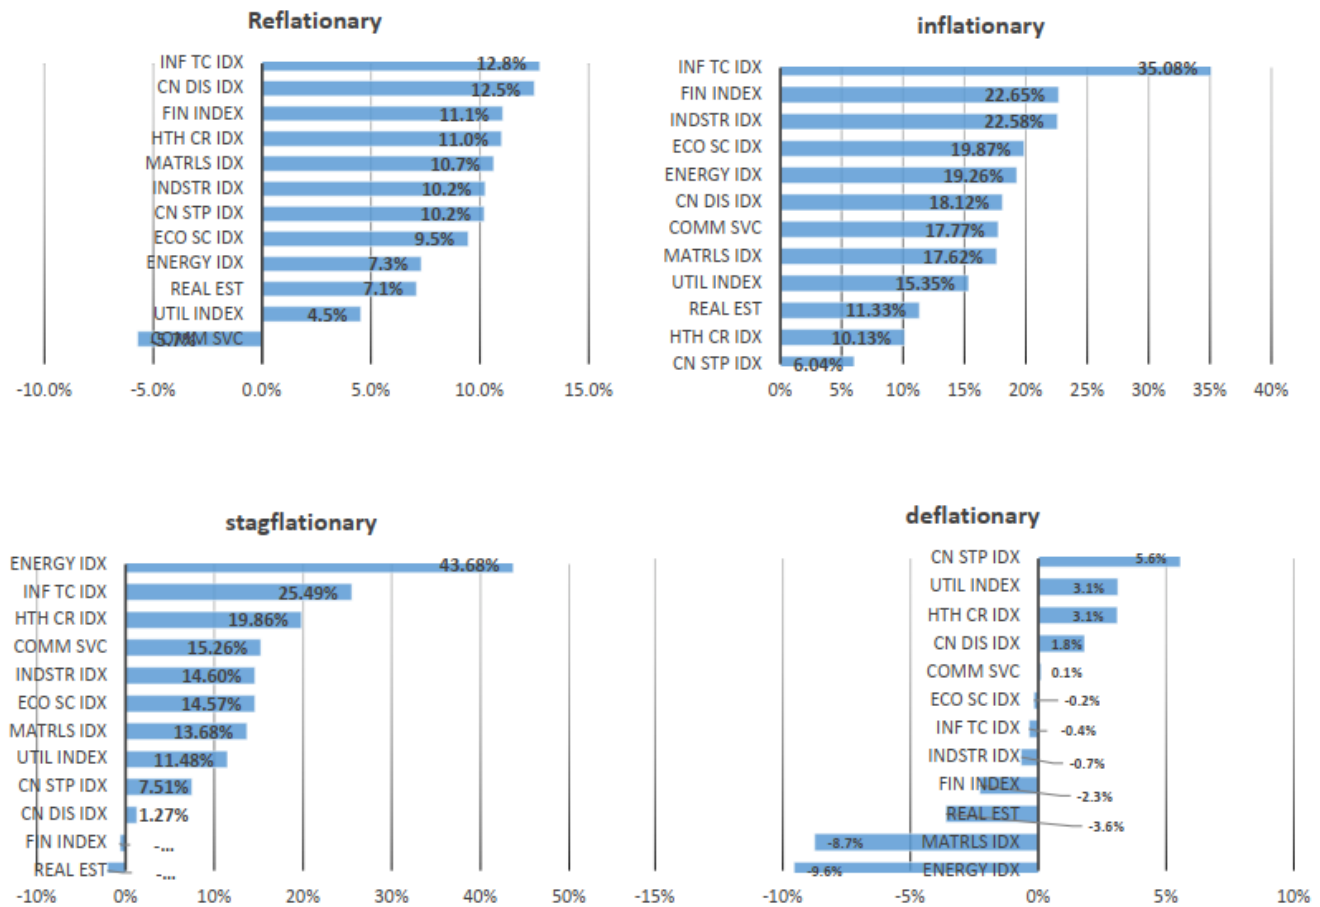 Reflationary
INF TC IDX 12.8%
CN DIS IDX 12.5%
FIN INDEX 11.1%
HTH CR IDX 11.0%
MATRLS IDX 10.7%
INDSTR IDX 10.2%
CN STP IDX 10.2%
ECO SC IDX 9.5%
ENERGY IDX 7.3%
REAL EST 7.1%
UTIL INDEX 4.5%
COMM SVC -5.7%
-10.0% -5.0% 0.0% 5.0% 10.0% 15.0%
inflationary
INF TC IDX 35.08%
FIN INDEX 22.65%
INDSTR IDX 22.58%
ECO SC IDX 19.87%
ENERGY IDX 19.26%
CN DIS IDX 18.12%
COMM SVC 17.77%
MATRLS IDX 17.62%
UTIL INDEX 15.35%
REAL EST 11.33%
HTH CR IDX 10.13%
CN STP IDX 6.04%
0% 5% 10% 15% 20% 25% 30% 35% 40%
stagflationary
ENERGY IDX 43.68%
INF TC IDX 25.49%
HTH CR IDX 19.86%
COMM SVC 15.26%
INDSTR IDX 14.60%
ECO SC IDX 14.57%
MATRLS IDX 13.68%
UTIL INDEX 11.48%
CN STP IDX 7.51%
CN DIS IDX 1.27%
FIN INDEX -...
REAL EST -...
-10% 0% 10% 20% 30% 40% 50%
deflationary
CN STP IDX 5.6%
UTIL INDEX 3.1%
HTH CR IDX 3.1%
CN DIS IDX 1.8%
COMM SVC 0.1%
ECO SC IDX -0.2%
INF TC IDX -0.4%
INDSTR IDX -0.7%
FIN INDEX -2.3%
REAL EST -3.6%
MATRLS IDX -8.7%
ENERGY IDX -9.6%
-15% -10% -5% 0% 5% 10%